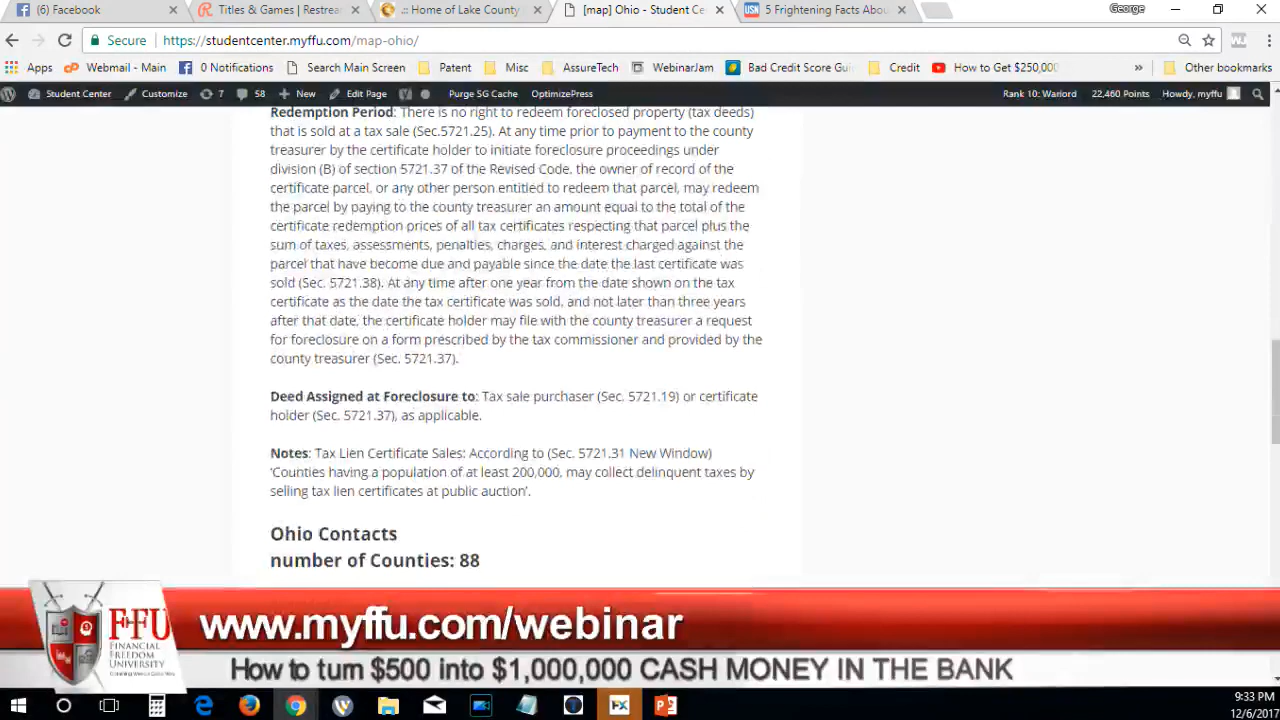 (6) Facebook
Titles & Games | Restrea
.:: Home of Lake County
[map] Ohio - Student Ce
5 Frightening Facts Abou
George
Secure
https://studentcenter.myffu.com/map-ohio/
Apps
Webmail - Main
0 Notifications
Search Main Screen
Patent
Misc
AssureTech
WebinarJam
Bad Credit Score Gui
Credit
How to Get $250,000
»
Other bookmarks
Student Center
Customize
7
58
New
Edit Page
Purge SG Cache
OptimizePress
Rank 10: Warlord
22,460 Points
Howdy, myffu
Redemption Period: There is no right to redeem foreclosed property (tax deeds)
that is sold at a tax sale (Sec.5721.25). At any time prior to payment to the county
treasurer by the certificate holder to initiate foreclosure proceedings under
division (B) of section 5721.37 of the Revised Code, the owner of record of the
certificate parcel, or any other person entitled to redeem that parcel, may redeem
the parcel by paying to the county treasurer an amount equal to the total of the
certificate redemption prices of all tax certificates respecting that parcel plus the
sum of taxes, assessments, penalties, charges, and interest charged against the
parcel that have become due and payable since the date the last certificate was
sold (Sec. 5721.38). At any time after one year from the date shown on the tax
certificate as the date the tax certificate was sold, and not later than three years
after that date, the certificate holder may file with the county treasurer a request
for foreclosure on a form prescribed by the tax commissioner and provided by the
county treasurer (Sec. 5721.37).
Deed Assigned at Foreclosure to: Tax sale purchaser (Sec. 5721.19) or certificate
holder (Sec. 5721.37), as applicable.
Notes: Tax Lien Certificate Sales: According to (Sec. 5721.31 New Window)
'Counties having a population of at least 200,000, may collect delinquent taxes by
selling tax lien certificates at public auction'.
Ohio Contacts
number of Counties: 88
FFU
FINANCIAL
FREEDOM
UNIVERSITY
www.myffu.com/webinar
How to turn $500 into $1,000,000 CASH MONEY IN THE BANK
9:33 PM
12/6/2017